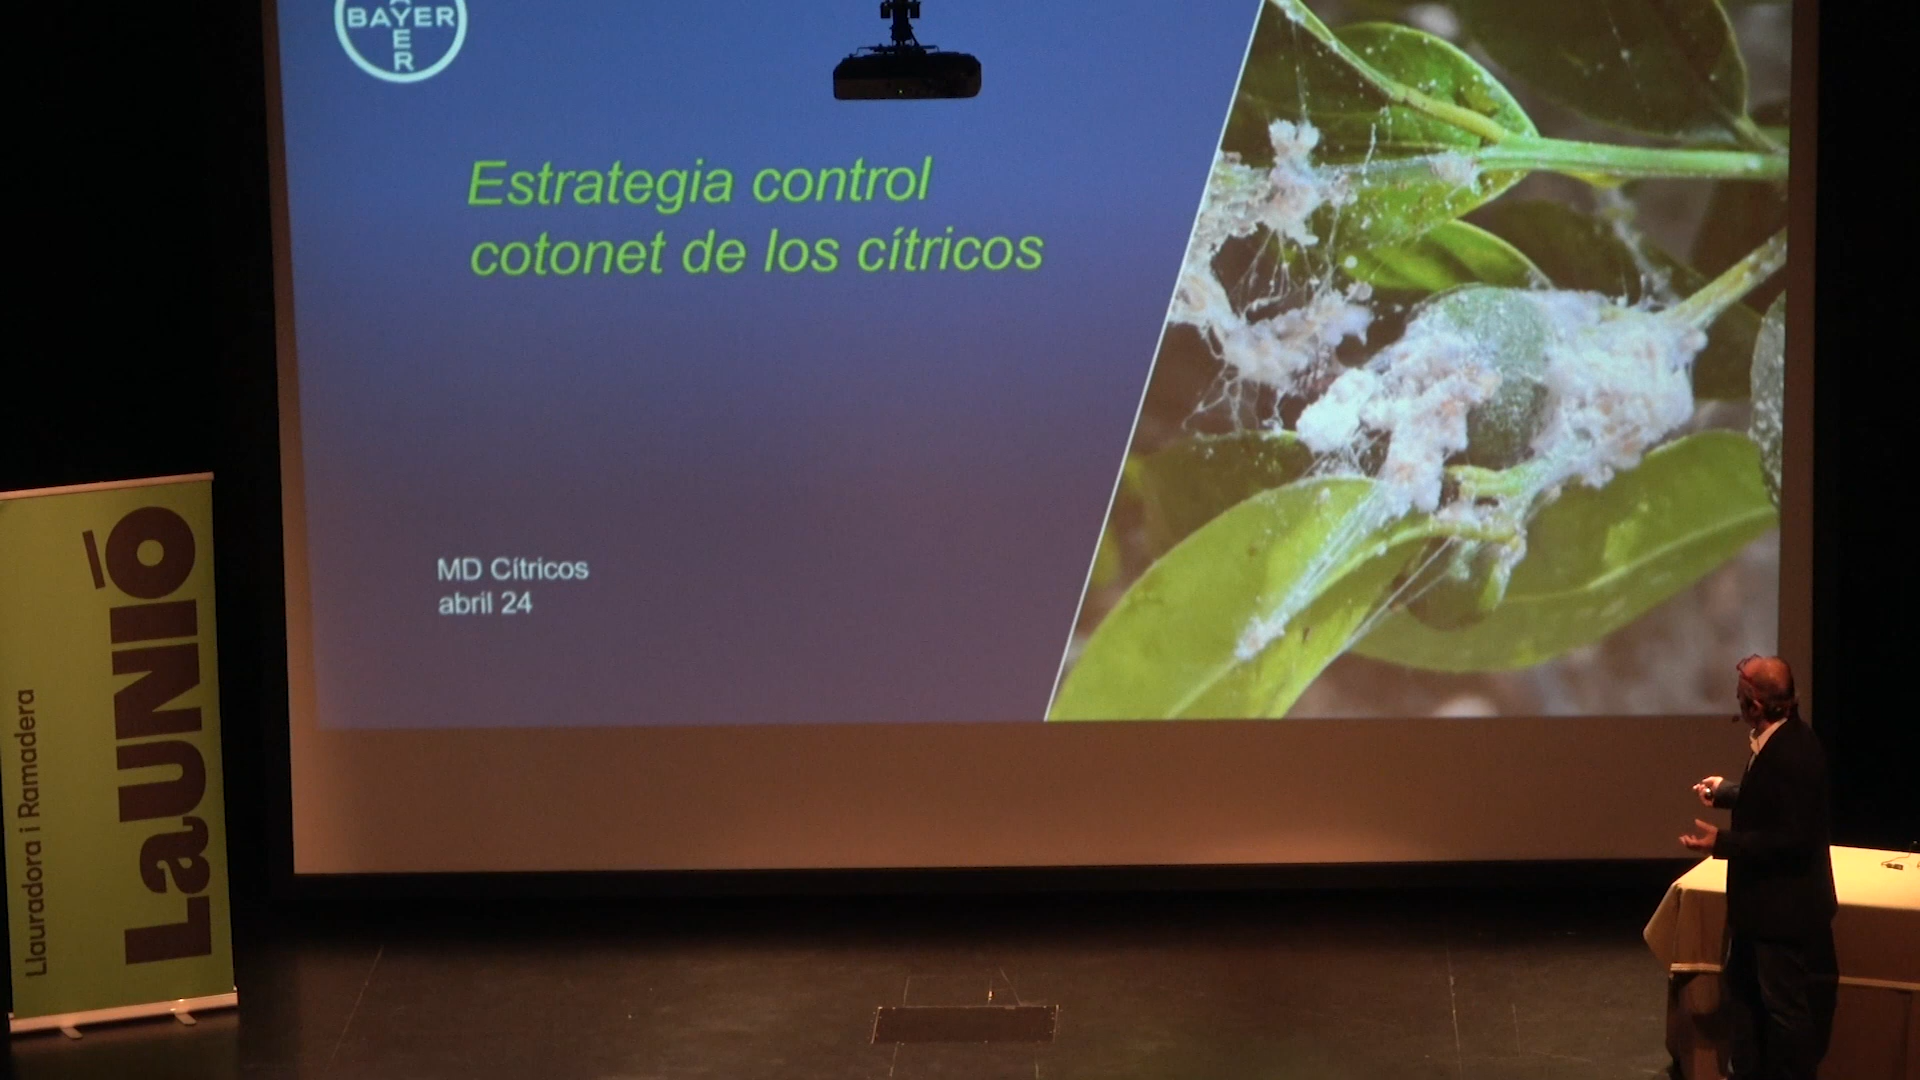 BAYER
BAYER
Estrategia control
cotonet de los cítricos
MD Cítricos
abril 24
LaUNIÓ
Llauradora i Ramadera